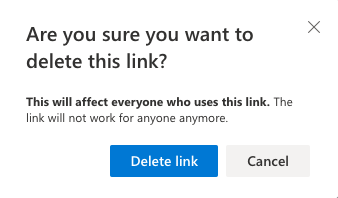 Are you sure you want to
delete this link?
This will affect everyone who uses this link. The
link will not work for anyone anymore.
Delete link
Cancel